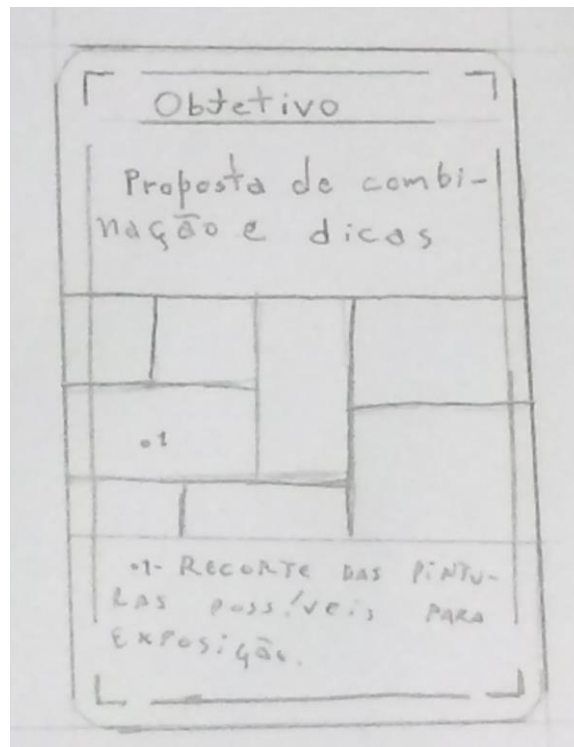 Objetivo
Proposta de combi-
nação e dicas
.1
.1- RECORTE DAS PINTU-
RAS POSSÍVEIS PARA
EXPOSIÇÃO.